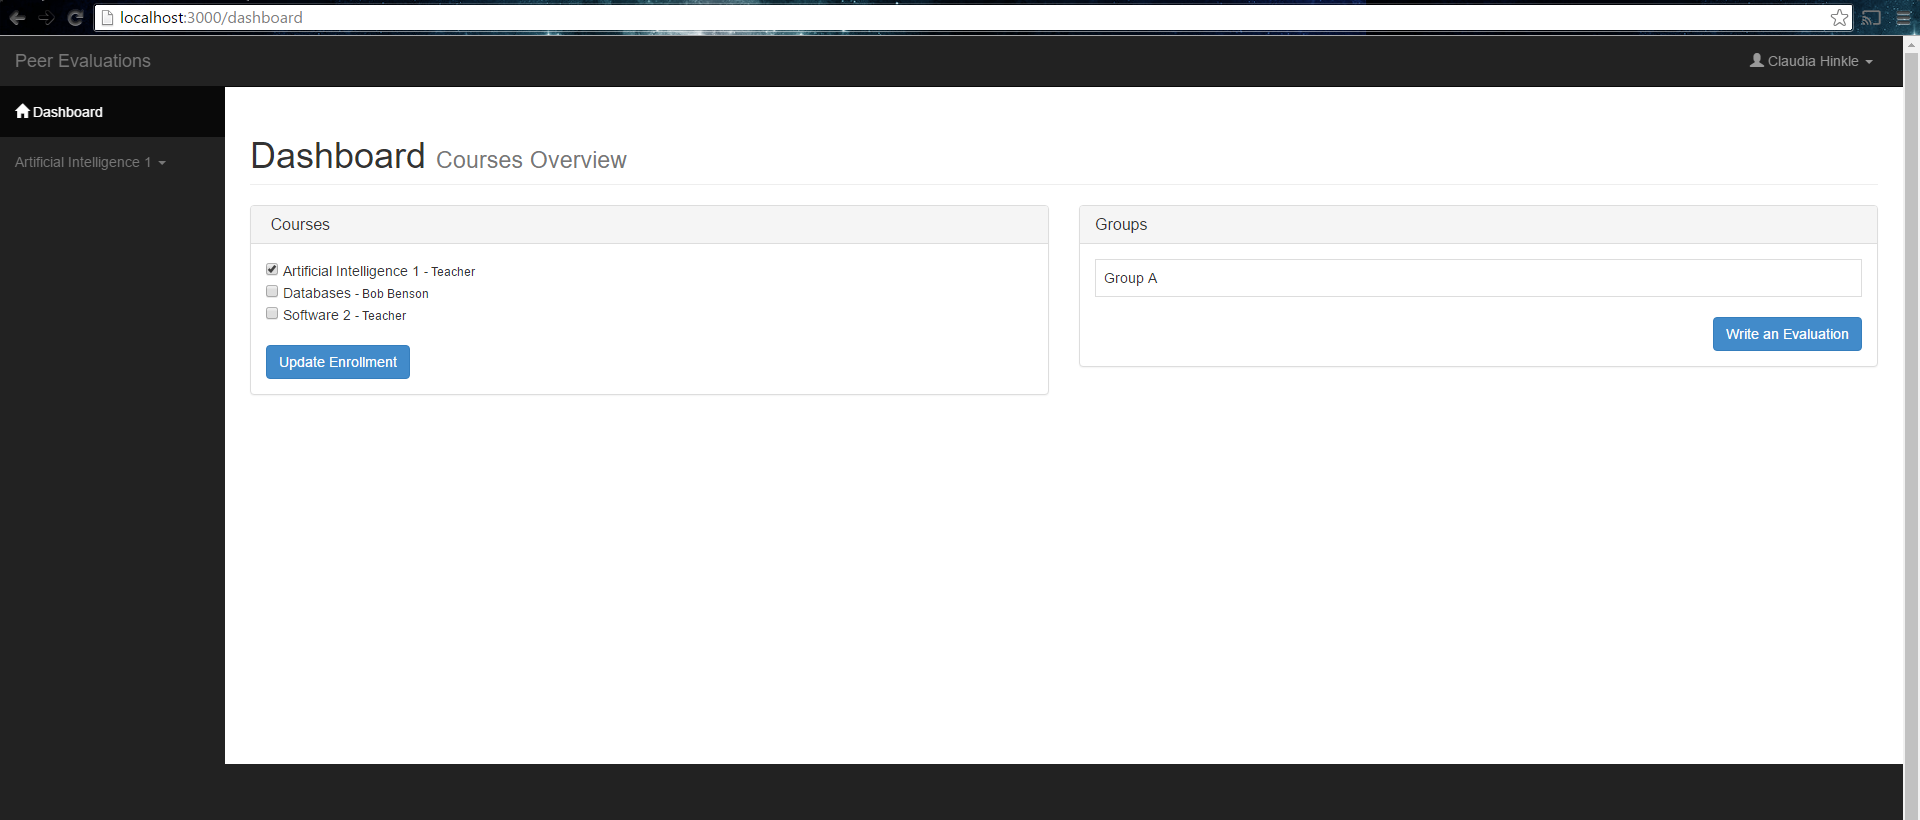 localhost:3000/dashboard
Peer Evaluations
Claudia Hinkle
Dashboard
Artificial Intelligence 1
Dashboard Courses Overview
Courses
Artificial Intelligence 1 - Teacher
Databases - Bob Benson
Software 2 - Teacher
Update Enrollment
Groups
Group A
Write an Evaluation